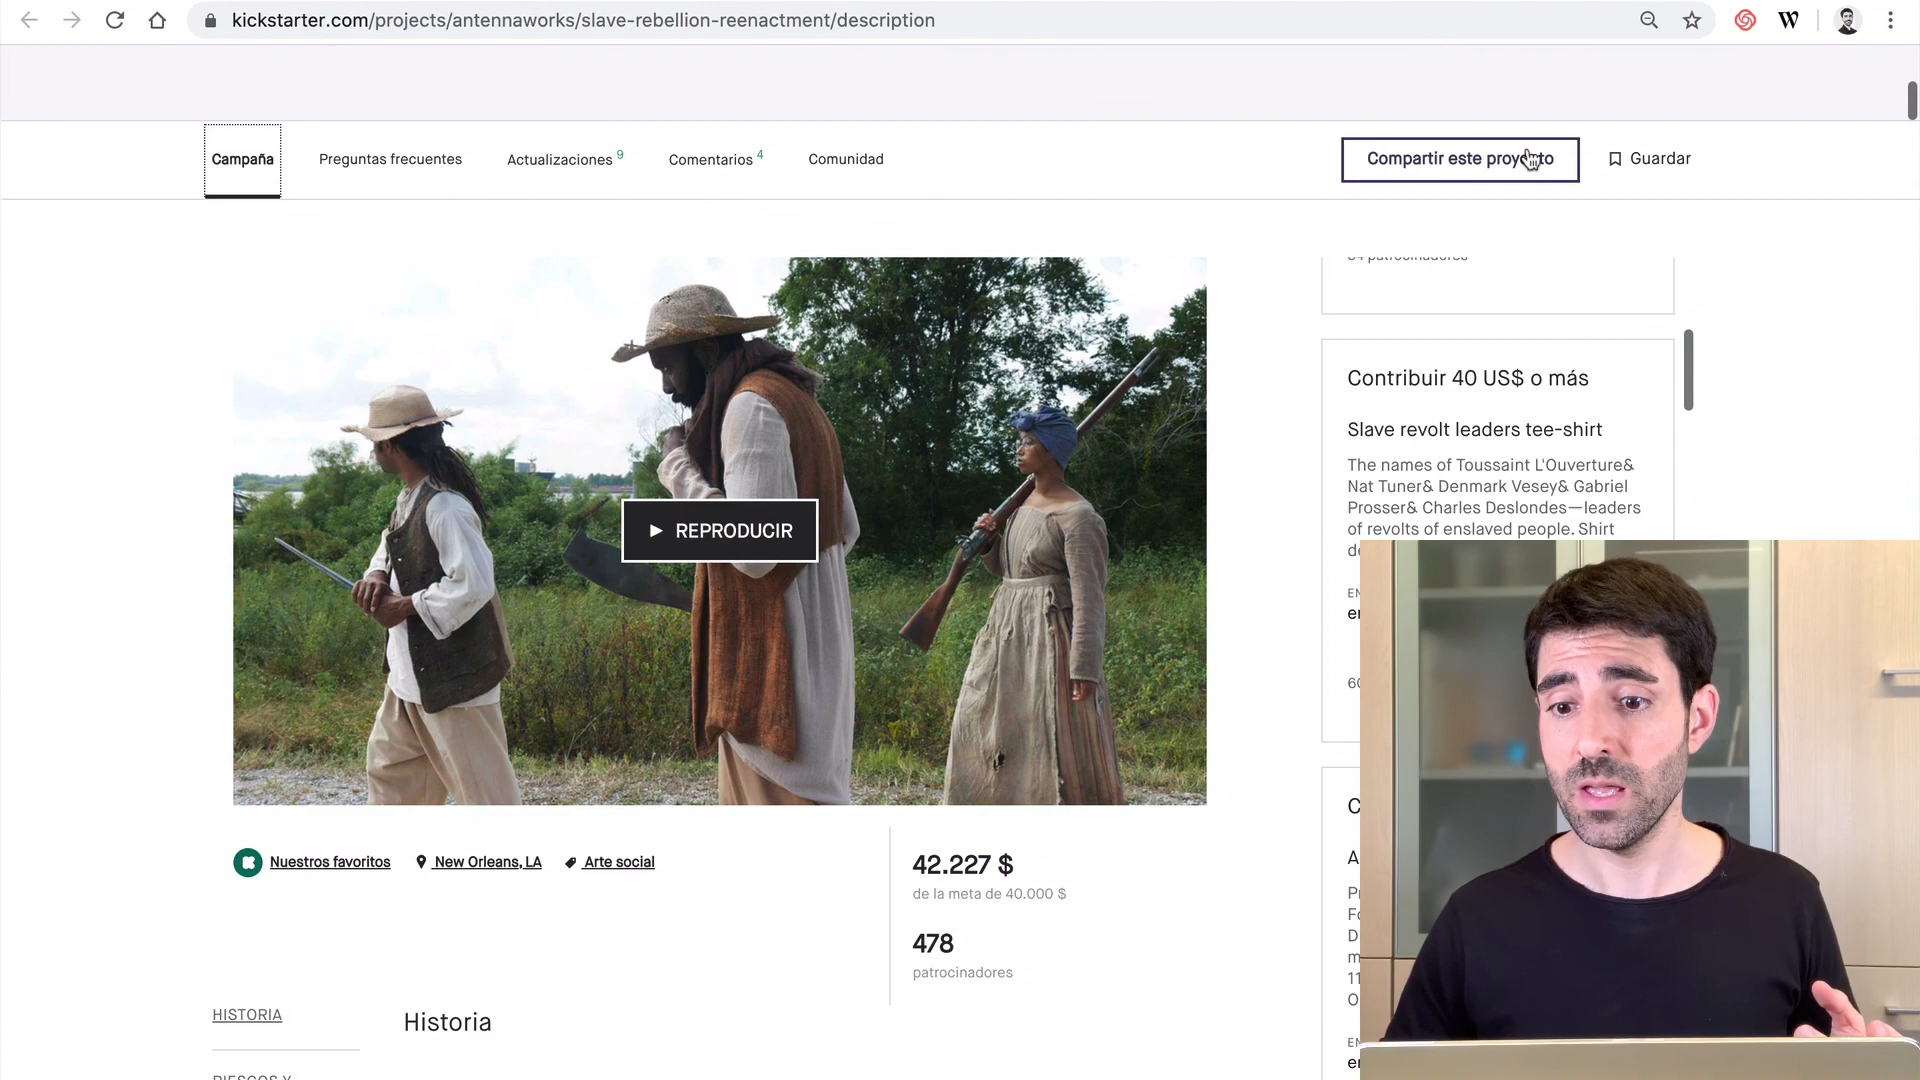 kickstarter.com/projects/antennaworks/slave-rebellion-reenactment/description
W
Campaña
Preguntas frecuentes
Actualizaciones 9
Comentarios 4
Comunidad
Compartir este proyecto
Guardar
REPRODUCIR
Nuestros favoritos
New Orleans, LA
Arte social
42.227 $
de la meta de 40.000 $
478
patrocinadores
HISTORIA
Historia
patrocinadores
Contribuir 40 US$ o más
Slave revolt leaders tee-shirt
The names of Toussaint L'Ouverture&
Nat Tuner& Denmark Vesey& Gabriel
Prosser& Charles Deslondes—leaders
of revolts of enslaved people. Shirt